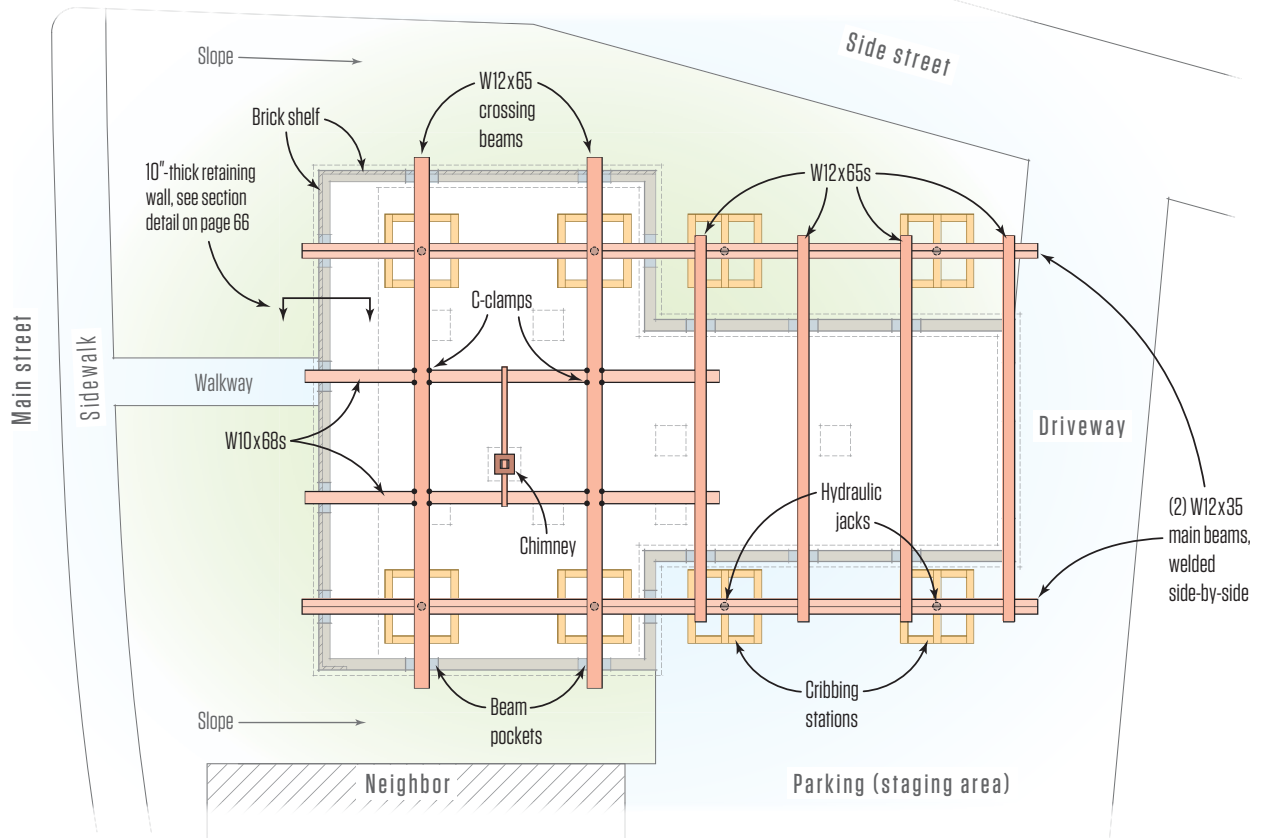 Side street
Slope
W12x65
crossing
beams
Brick shelf
10"-thick retaining
wall, see section
detail on page 66
W12x65s
C-clamps
Main street
Sidewalk
Walkway
Driveway
W10x68s
Hydraulic
jacks
(2) W12x35
main beams,
welded
side-by-side
Chimney
Cribbing
stations
Beam
pockets
Slope
Neighbor
Parking (staging area)